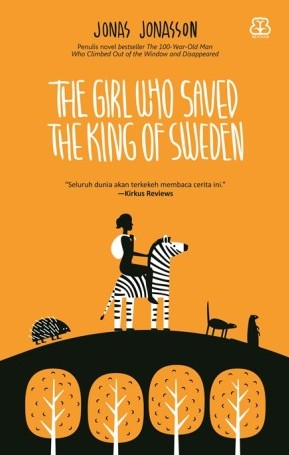 JONAS JONASSON
Penulis novel bestseller The 100-Year-Old Man
Who Climbed Out of the Window and Disappeared
THE GIRL WHO SAVED
THE KING OF SWEDEN
"Seluruh dunia akan terkekeh membaca cerita ini."
—Kirkus Reviews